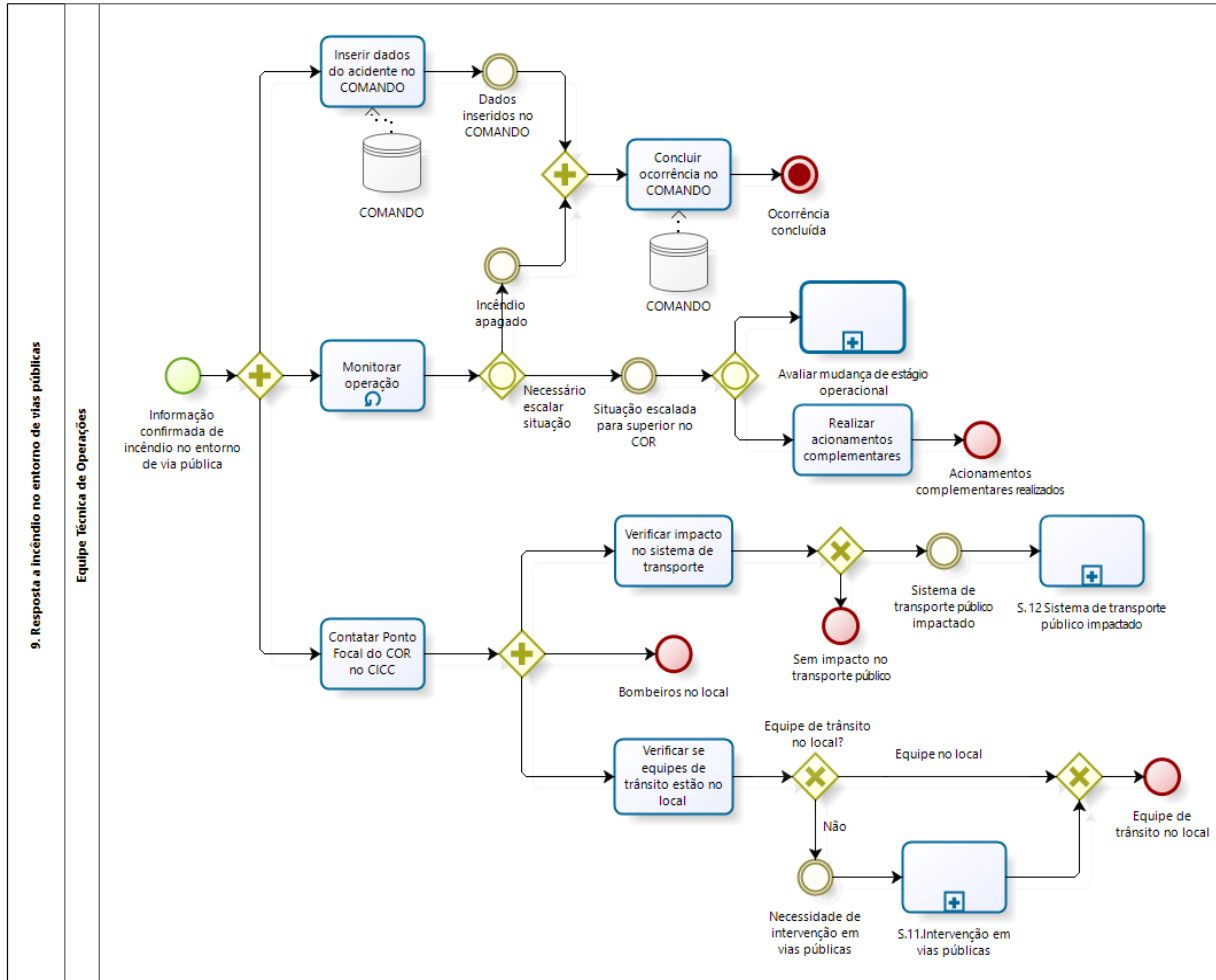 9. Resposta a incêndio no entorno de vias públicas
Equipe Técnica de Operações
Inserir dados
do acidente no
COMANDO
Dados
inseridos no
COMANDO
COMANDO
Concluir
ocorrência no
COMANDO
Ocorrência
concluída
COMANDO
Incêndio
apagado
Informação
confirmada de
incêndio no entorno
de via pública
Monitorar
operação
Necessário
escalar
situação
Situação escalada
para superior no
COR
Avaliar mudança de estágio
operacional
Realizar
acionamentos
complementares
Acionamentos
complementares realizados
Contatar Ponto
Focal do COR
no CICC
Verificar impacto
no sistema de
transporte
Sem impacto no
transporte público
Sistema de
transporte público
impactado
S.12 Sistema de transporte
público impactado
Bombeiros no local
Verificar se
equipes de
trânsito estão no
local
Equipe de trânsito
no local?
Equipe no local
Não
Necessidade de
intervenção em
vias públicas
S.11.Intervenção em
vias públicas
Equipe de
trânsito no local